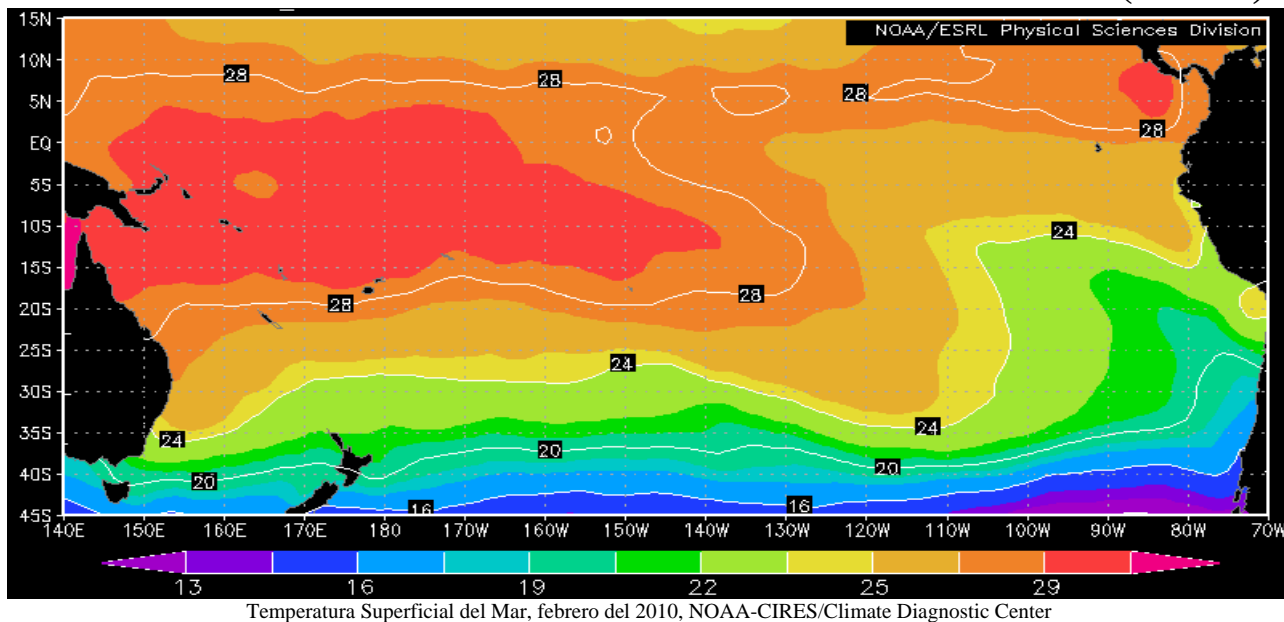 15N
NOAA/ESRL Physical Sciences Division
10N
28 28 28
5N
28
EQ
5S
10S
24
15S
28 28
20S
25S
24
30S
35S
24 24
20 20
40S
20
16 16
45S
140E 150E 160E 170E 180 170W 160W 150W 140W 130W 120W 110W 100W 90W 80W 70W
13 16 19 22 25 29
Temperatura Superficial del Mar, febrero del 2010, NOAA-CIRES/Climate Diagnostic Center